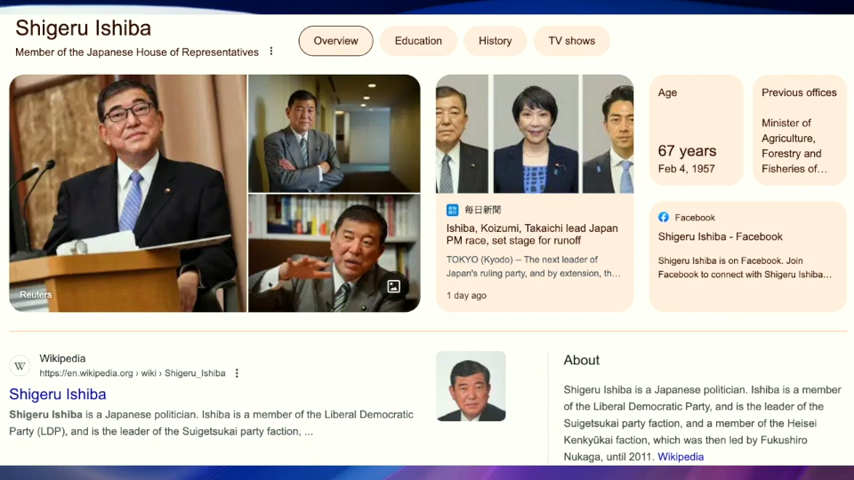 Shigeru Ishiba
Member of the Japanese House of Representatives
Overview
Education
History
TV shows
Reuters
毎日新聞
Ishiba, Koizumi, Takaichi lead Japan
PM race, set stage for runoff
TOKYO (Kyodo) -- The next leader of
Japan's ruling party, and by extension, th...
1 day ago
Age
67 years
Feb 4, 1957
Previous offices
Minister of
Agriculture,
Forestry and
Fisheries of...
Facebook
Shigeru Ishiba - Facebook
Shigeru Ishiba is on Facebook. Join
Facebook to connect with Shigeru Ishiba...
W
Wikipedia
https://en.wikipedia.org › wiki › Shigeru_Ishiba
Shigeru Ishiba
Shigeru Ishiba is a Japanese politician. Ishiba is a member of the Liberal Democratic
Party (LDP), and is the leader of the Suigetsukai party faction, ...
About
Shigeru Ishiba is a Japanese politician. Ishiba is a member
of the Liberal Democratic Party, and is the leader of the
Suigetsukai party faction, and a member of the Heisei
Kenkyūkai faction, which was then led by Fukushiro
Nukaga, until 2011. Wikipedia